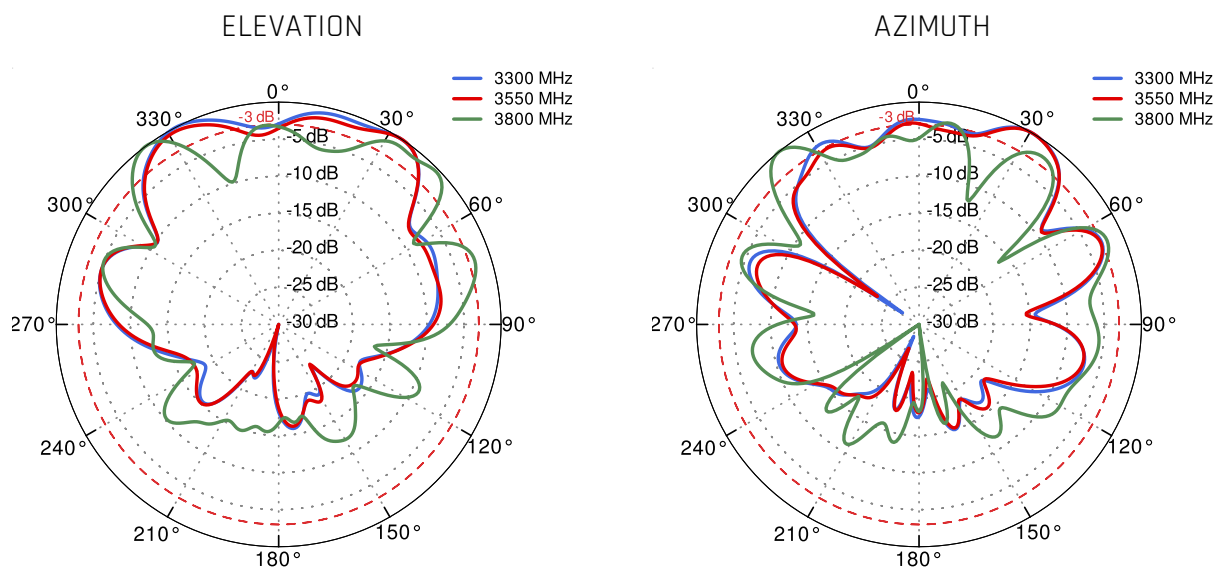 ELEVATION
3300 MHz
3550 MHz
3800 MHz
0°
30°
60°
90°
120°
150°
180°
210°
240°
270°
300°
330°
-3 dB
-5 dB
-10 dB
-15 dB
-20 dB
-25 dB
-30 dB
AZIMUTH
3300 MHz
3550 MHz
3800 MHz
0°
30°
60°
90°
120°
150°
180°
210°
240°
270°
300°
330°
-3 dB
-5dB
-10 dB
-15 dB
-20 dB
-25 dB
-30 dB